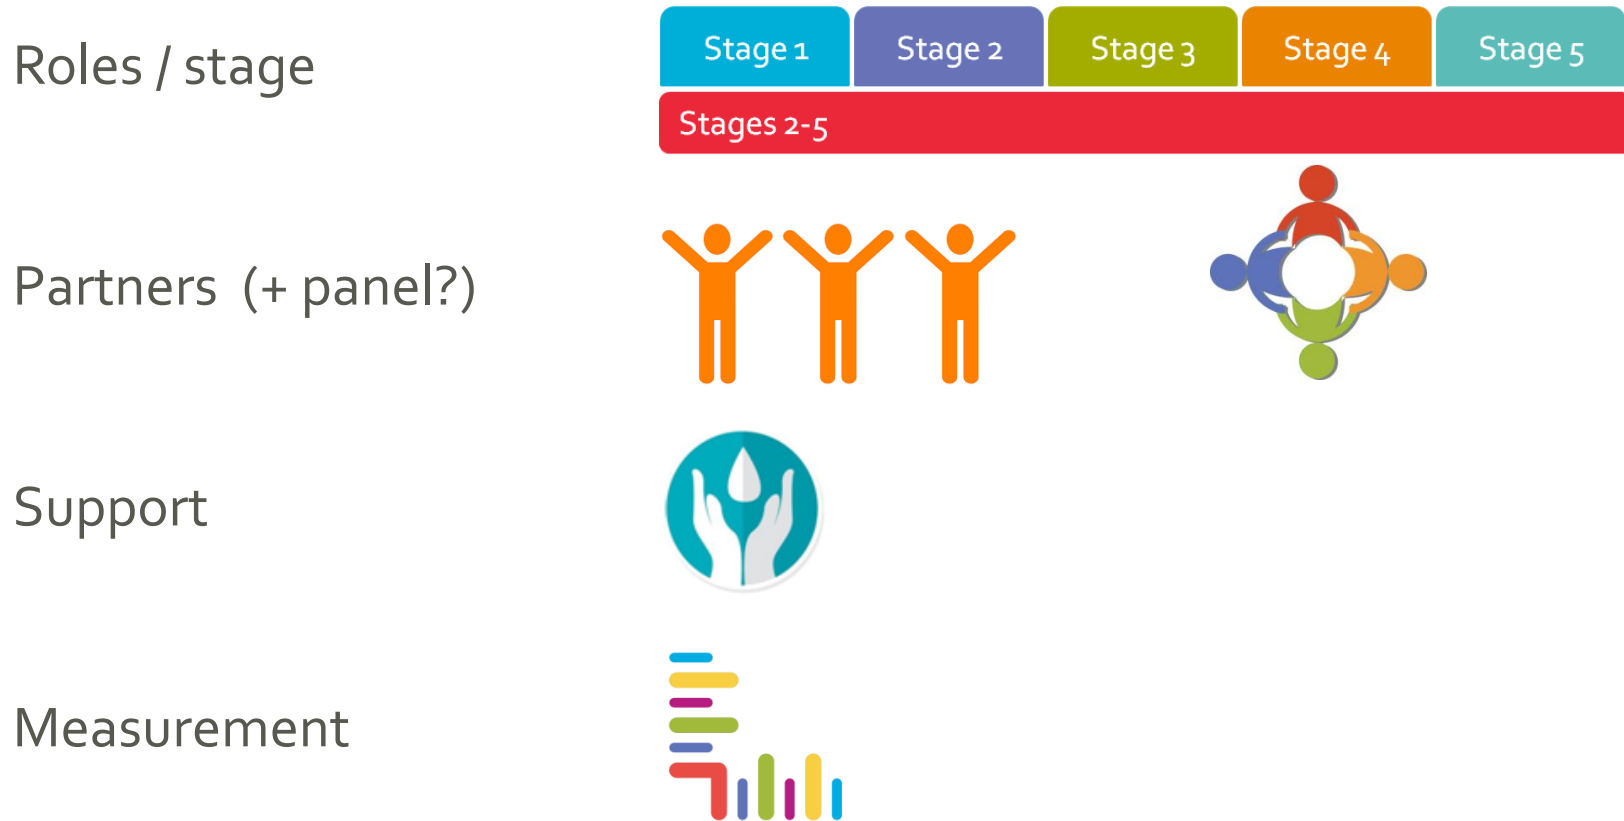 Roles / stage
Stage 1
Stage 2
Stage 3
Stage 4
Stage 5
Stages 2-5
Partners (+ panel?)
Support
Measurement